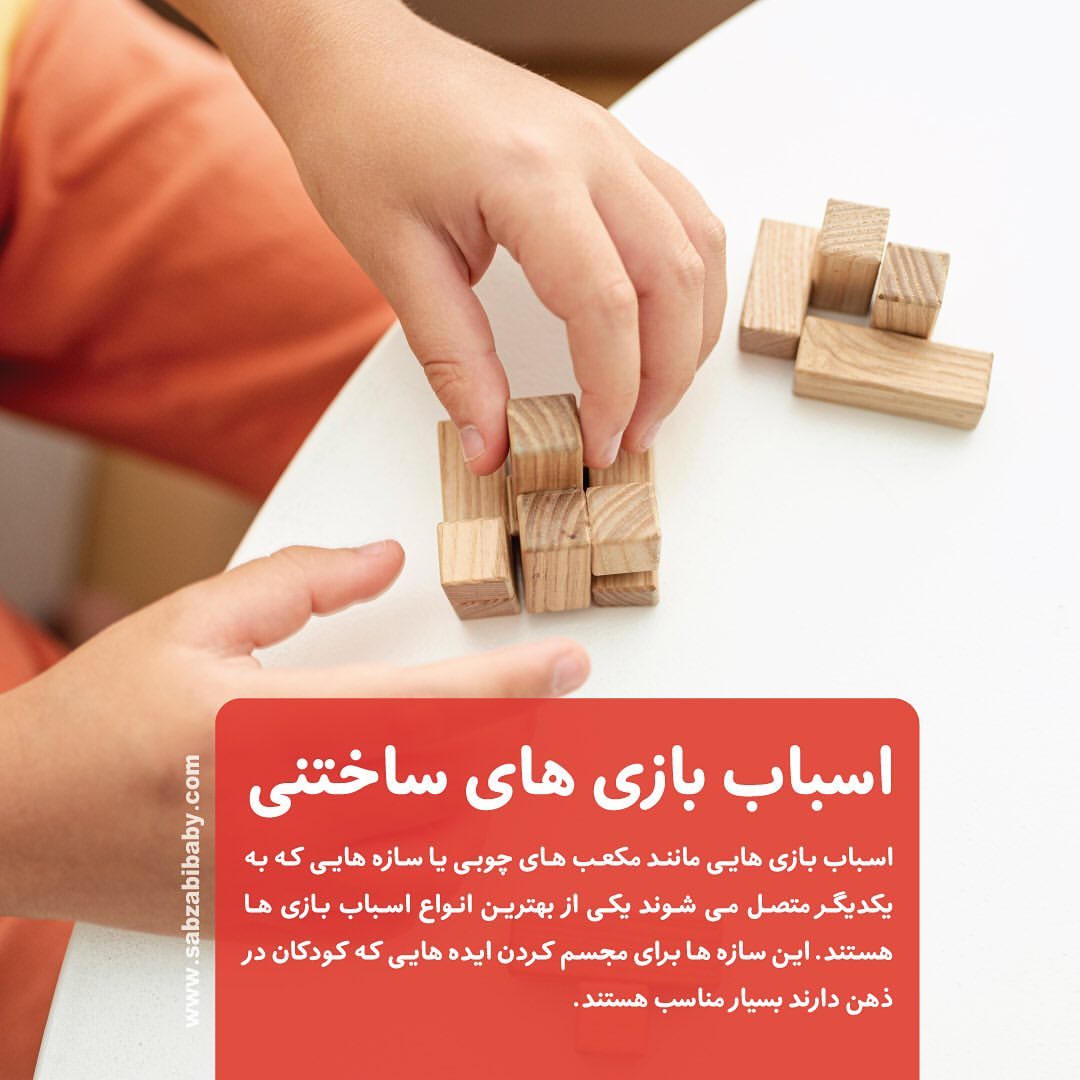 اسباب بازی های ساختنی
اسباب بازی هایی مانند مکعب های چوبی یا سازه هایی که به
یکدیگر متصل می شوند یکی از بهترین انواع اسباب بازی ها
هستند. این سازه ها برای مجسم کردن ایده هایی که کودکان در
ذهن دارند بسیار مناسب هستند.
www.sabzabibaby.com